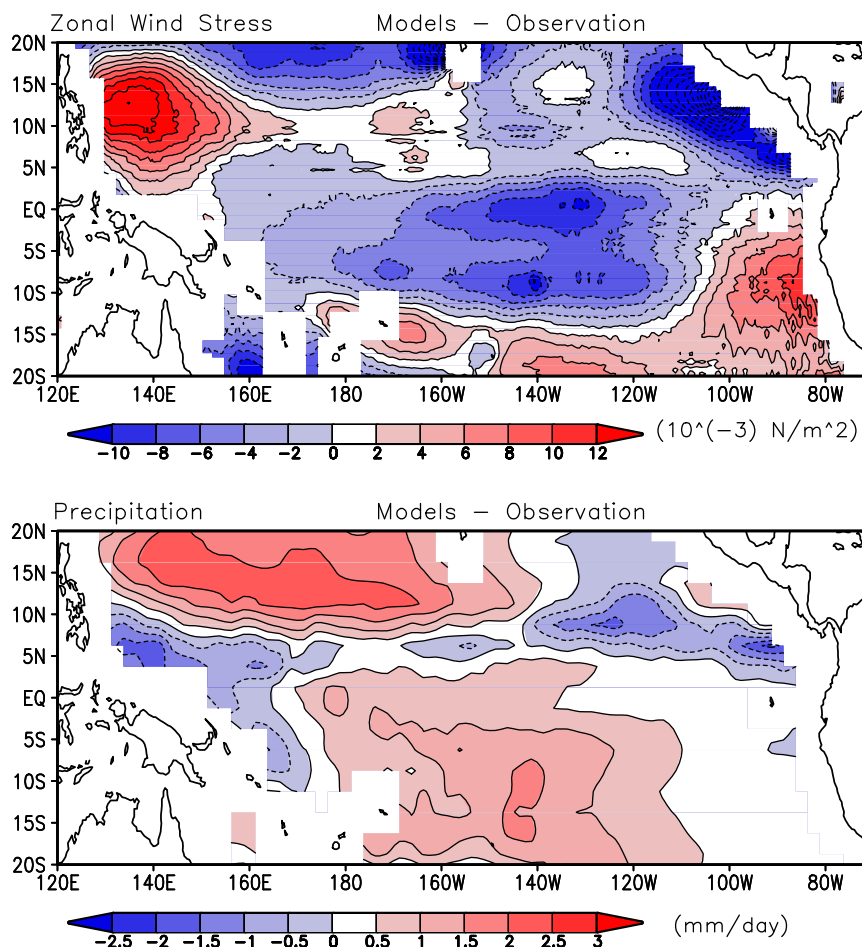 Zonal Wind Stress Models − Observation
20N
15N
10N
5N
EQ
5S
10S
15S
20S
120E 140E 160E 180 160W 140W 120W 100W 80W
−10 −8 −6 −4 −2 2 4 6 8 10 12 (10^(−3) N/m^2)
Precipitation Models − Observation
20N
15N
10N
5N
EQ
5S
10S
15S
20S
120E 140E 160E 180 160W 140W 120W 100W 80W
−2.5 −2 −1.5 −1 −0.5 0.5 1 1.5 2 2.5 3 (mm/day)